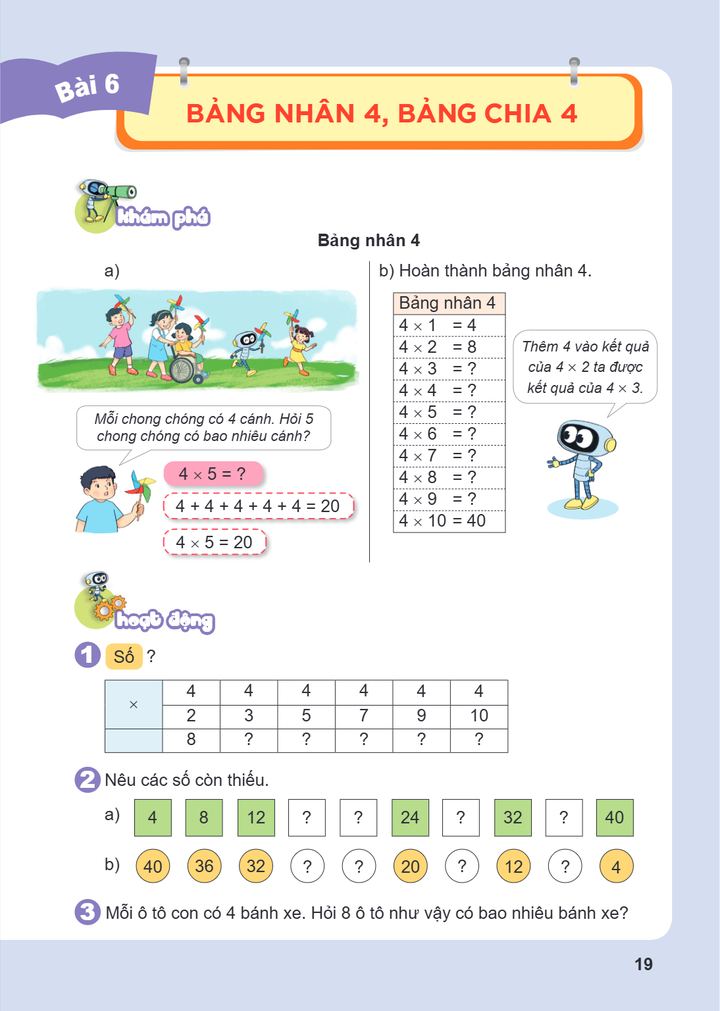 Bài 6
BẢNG NHÂN 4, BẢNG CHIA 4
khám phá
Bảng nhân 4
a)
Mỗi chong chóng có 4 cánh. Hỏi 5
chong chóng có bao nhiêu cánh?
4 × 5 = ?
4 + 4 + 4 + 4 + 4 = 20
4 × 5 = 20
b) Hoàn thành bảng nhân 4.
Bảng nhân 4
4 × 1 = 4
4 × 2 = 8
4 × 3 = ?
4 × 4 = ?
4 × 5 = ?
4 × 6 = ?
4 × 7 = ?
4 × 8 = ?
4 × 9 = ?
4 × 10 = 40
Thêm 4 vào kết quả
của 4 × 2 ta được
kết quả của 4 × 3.
hoạt động
1 Số ?
× 4 4 4 4 4 4
2 3 5 7 9 10
8 ? ? ? ? ?
2 Nêu các số còn thiếu.
a) 4 8 12 ? ? 24 ? 32 ? 40
b) 40 36 32 ? ? 20 ? 12 ? 4
3 Mỗi ô tô con có 4 bánh xe. Hỏi 8 ô tô như vậy có bao nhiêu bánh xe?
19